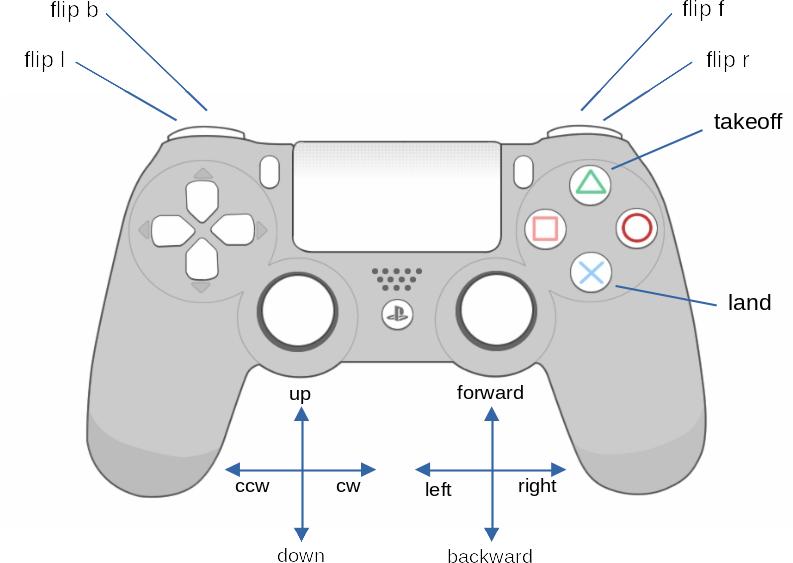 flip b
flip f
flip l
flip r
takeoff
land
up
forward
ccw
cw
left
right
down
backward